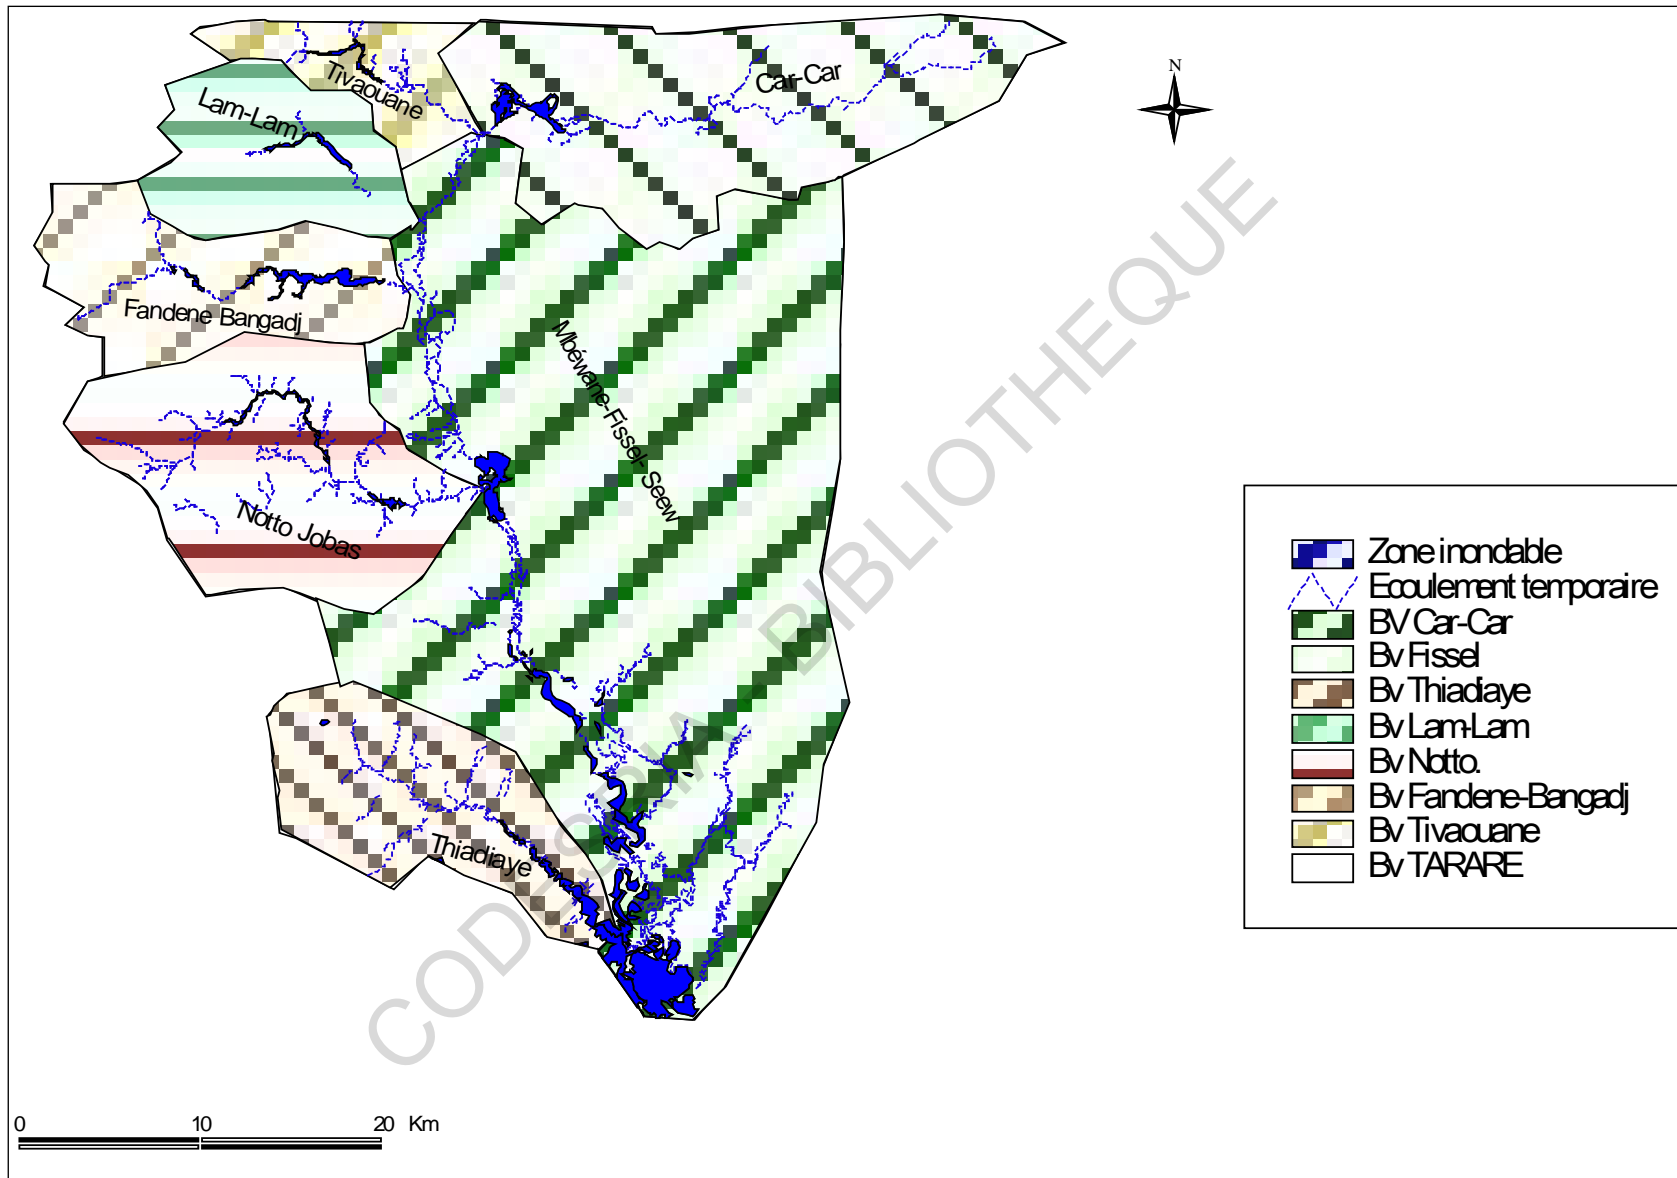 N
Tivaouane
Car-Car
Lam-Lam
Fandene Bangadj
Mbéwane-Fissel-Seew
Notto Jobas
Thiadiaye
CODESRIA - BIBLIOTHEQUE
Zone inondable
Ecoulement temporaire
BV Car-Car
Bv Fissel
Bv Thiadiaye
Bv Lam-Lam
Bv Notto.
Bv Fandene-Bangadj
Bv Tivaouane
Bv TARARE
0 10 20 Km